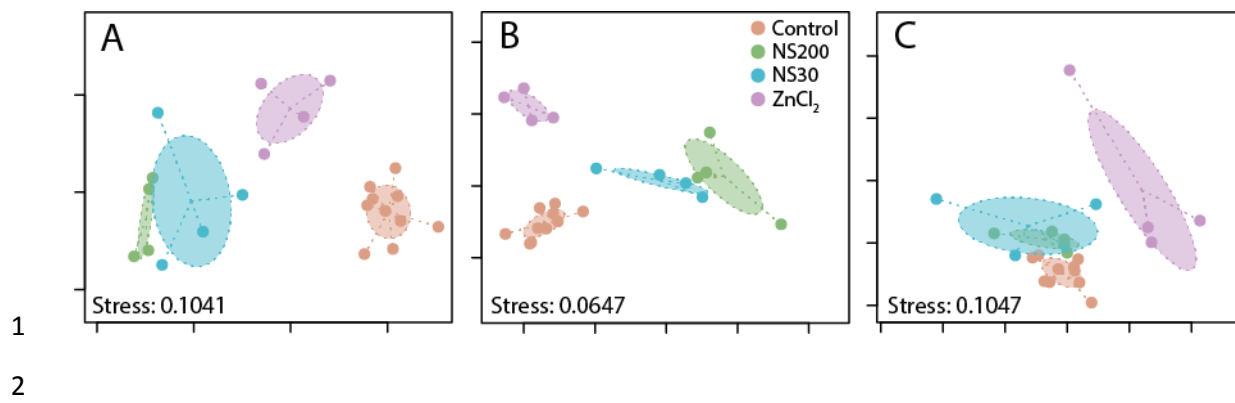 A
B
C
Control
NS200
NS30
ZnCl₂
Stress: 0.1041
Stress: 0.0647
Stress: 0.1047
1
2